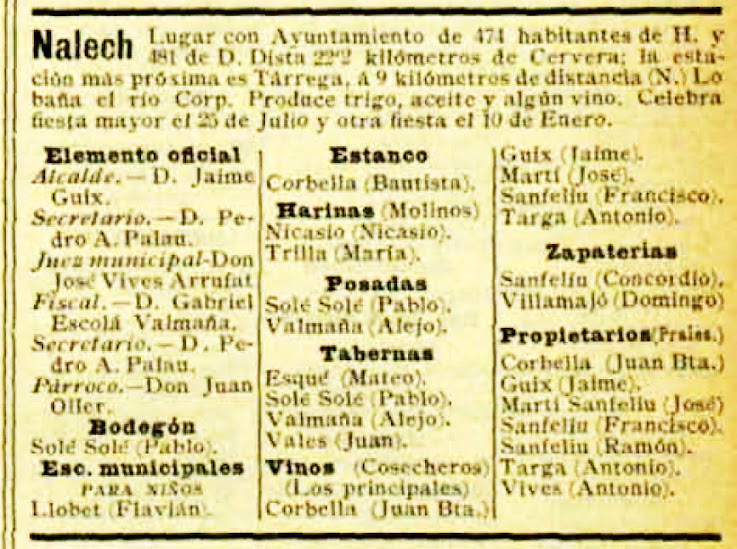 Nalech Lugar con Ayuntamiento de 474 habitantes de H. y
481 de D. Dista 22'2 kilómetros de Cervera; la esta-
ción más próxima es Tárrega, á 9 kilómetros de distancia (N.) Lo
baña el río Corp. Produce trigo, aceite y algún vino. Celebra
fiesta mayor el 25 de Julio y otra fiesta el 10 de Enero.
Elemento oficial
Alcalde.—D. Jaime
Guix.
Secretario.—D. Pe-
dro A. Palau.
Juez municipal-Don
José Vives Arrufat
Fiscal.—D. Gabriel
Escolá Valmaña.
Secretario.—D. Pe-
dro A. Palau.
Párroco.—Don Juan
Oller.
Bodegón
Solé Solé (Pablo).
Esc. municipales
PARA NIÑOS
Llobet (Flavián).
Estanco
Corbella (Bautista).
Harinas (Molinos)
Nicasio (Nicasio).
Trilla (María).
Posadas
Solé Solé (Pablo).
Valmaña (Alejo).
Tabernas
Esqué (Mateo).
Solé Solé (Pablo).
Valmaña (Alejo).
Vales (Juan).
Vinos (Cosecheros)
(Los principales)
Corbella (Juan Bta.)
Guix (Jaime).
Martí (José).
Sanfeliu (Francisco).
Targa (Antonio).
Zapaterias
Sanfeliu (Concordio).
Villamajó (Domingo)
Propietarios (Prales.)
Corbella (Juan Bta.)
Guix (Jaime).
Martí Sanfeliu (José)
Sanfeliu (Francisco).
Sanfeliu (Ramón).
Targa (Antonio).
Vives (Antonio).